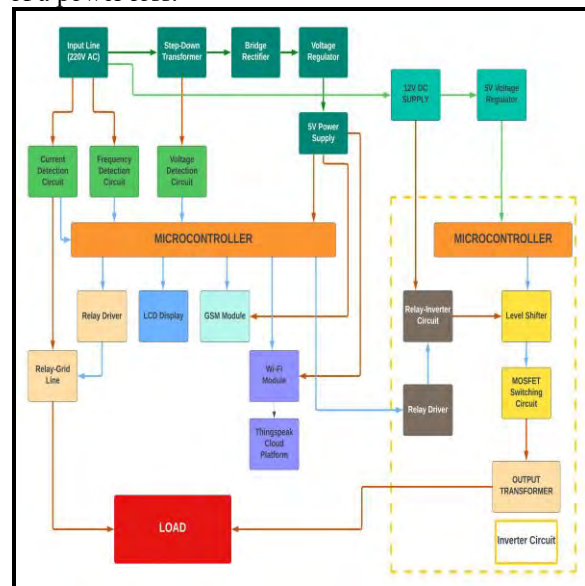 Input Line
(220V AC)
Step-Down
Transformer
Bridge
Rectifier
Voltage
Regulator
12V DC
SUPPLY
5V Voltage
Regulator
5V Power
Supply
Current
Detection
Circuit
Frequency
Detection
Circuit
Voltage
Detection
Circuit
MICROCONTROLLER
MICROCONTROLLER
Relay Driver
LCD Display
GSM Module
Relay-Inverter
Circuit
Level Shifter
Relay-Grid
Line
Wi-Fi
Module
MOSFET
Switching
Circuit
Relay Driver
Thingspeak
Cloud
Platform
OUTPUT
TRANSFORMER
LOAD
Inverter Circuit